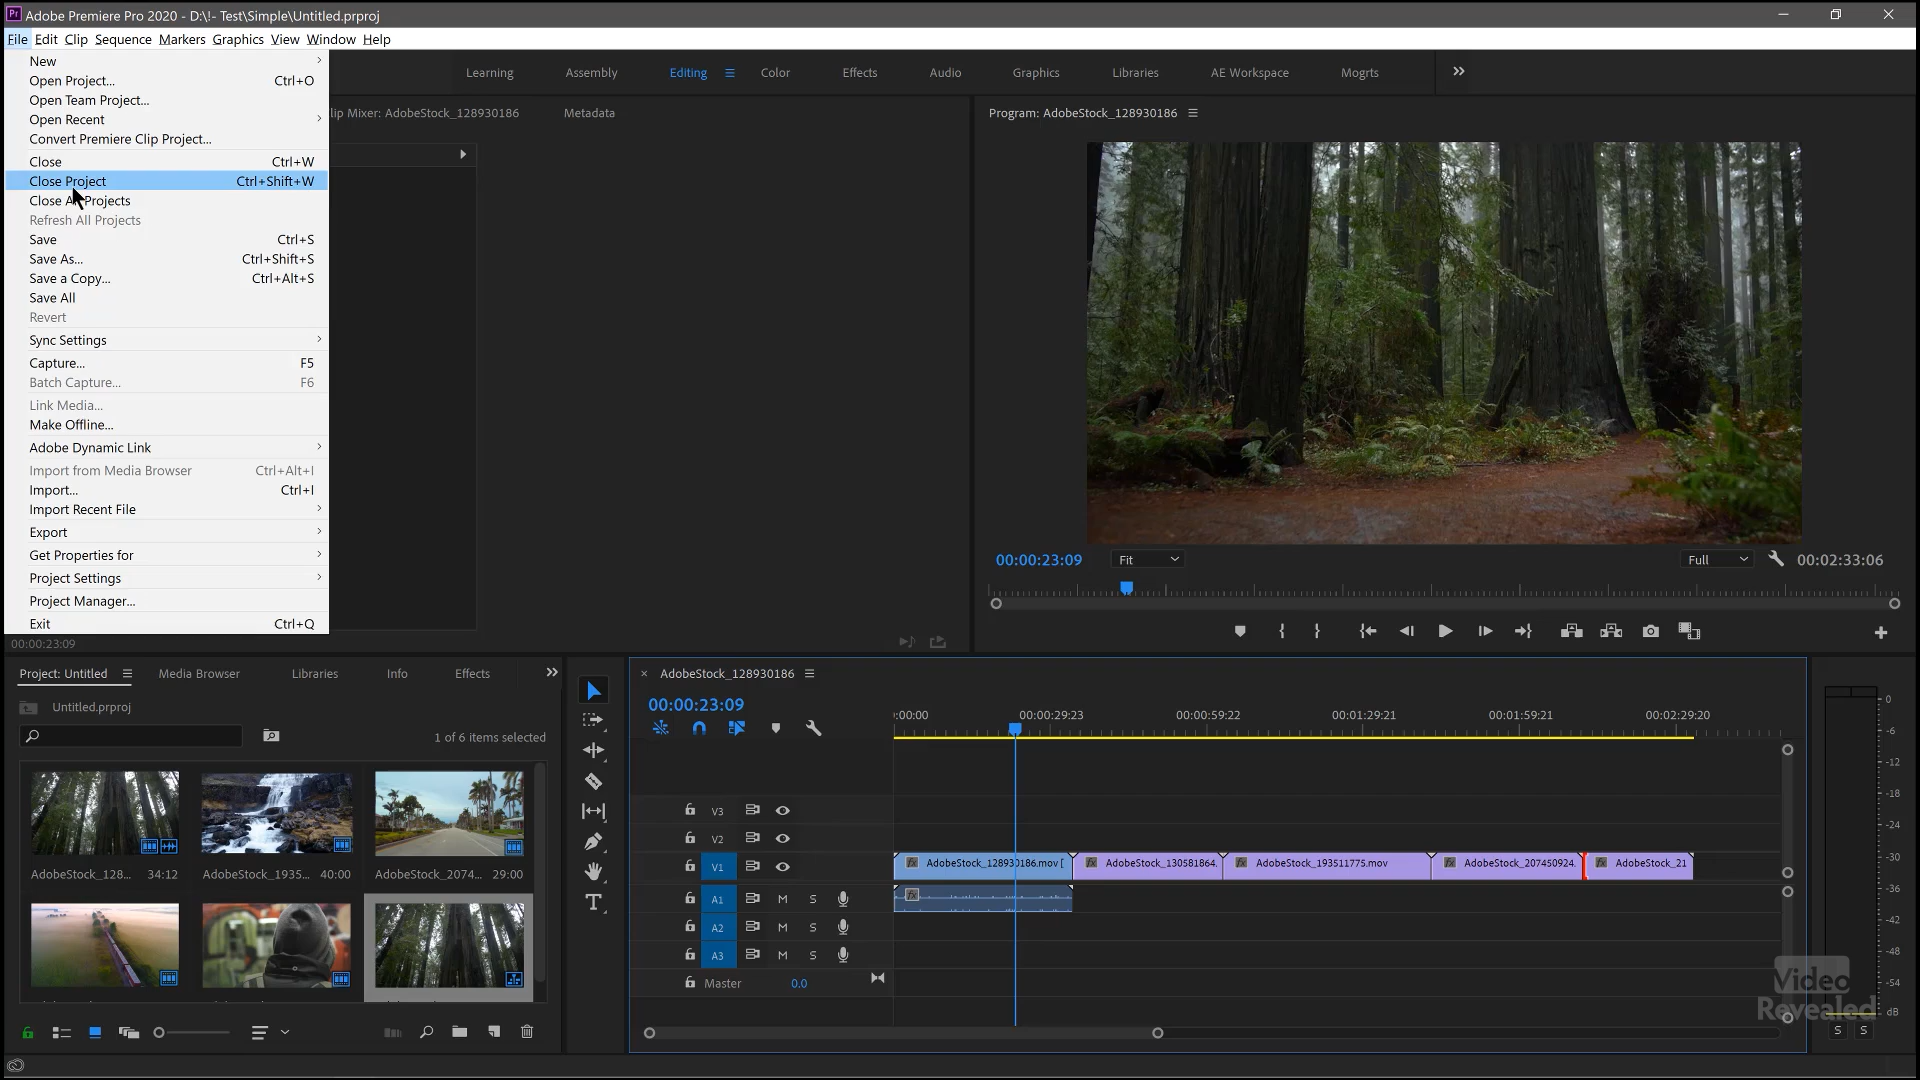 Pr Adobe Premiere Pro 2020 - D:\!- Test\Simple\Untitled.prproj
File Edit Clip Sequence Markers Graphics View Window Help
New
Open Project... Ctrl+O
Open Team Project...
Open Recent
Convert Premiere Clip Project...
Close Ctrl+W
Close Project Ctrl+Shift+W
Close All Projects
Refresh All Projects
Save Ctrl+S
Save As... Ctrl+Shift+S
Save a Copy... Ctrl+Alt+S
Save All
Revert
Sync Settings
Capture... F5
Batch Capture... F6
Link Media...
Make Offline...
Adobe Dynamic Link
Import from Media Browser Ctrl+Alt+I
Import... Ctrl+I
Import Recent File
Export
Get Properties for
Project Settings
Project Manager...
Exit Ctrl+Q
Learning Assembly Editing Color Effects Audio Graphics Libraries AE Workspace Mogrts
lip Mixer: AdobeStock_128930186 Metadata
Program: AdobeStock_128930186
00:00:23:09 Fit Full 00:02:33:06
00:00:23:09
Project: Untitled Media Browser Libraries Info Effects
Untitled.prproj
1 of 6 items selected
AdobeStock_128... 34:12 AdobeStock_1935... 40:00 AdobeStock_2074... 29:00
AdobeStock_128930186
00:00:23:09
:00:00 00:00:29:23 00:00:59:22 00:01:29:21 00:01:59:21 00:02:29:20
V3
V2
V1 AdobeStock_128930186.mov [ AdobeStock_130581864. AdobeStock_193511775.mov AdobeStock_207450924. AdobeStock_21
A1 M S
A2 M S
A3 M S
Master 0.0
0
-6
-12
-18
-24
-30
-36
-42
-48
-54
dB
S S
Video
Revealed